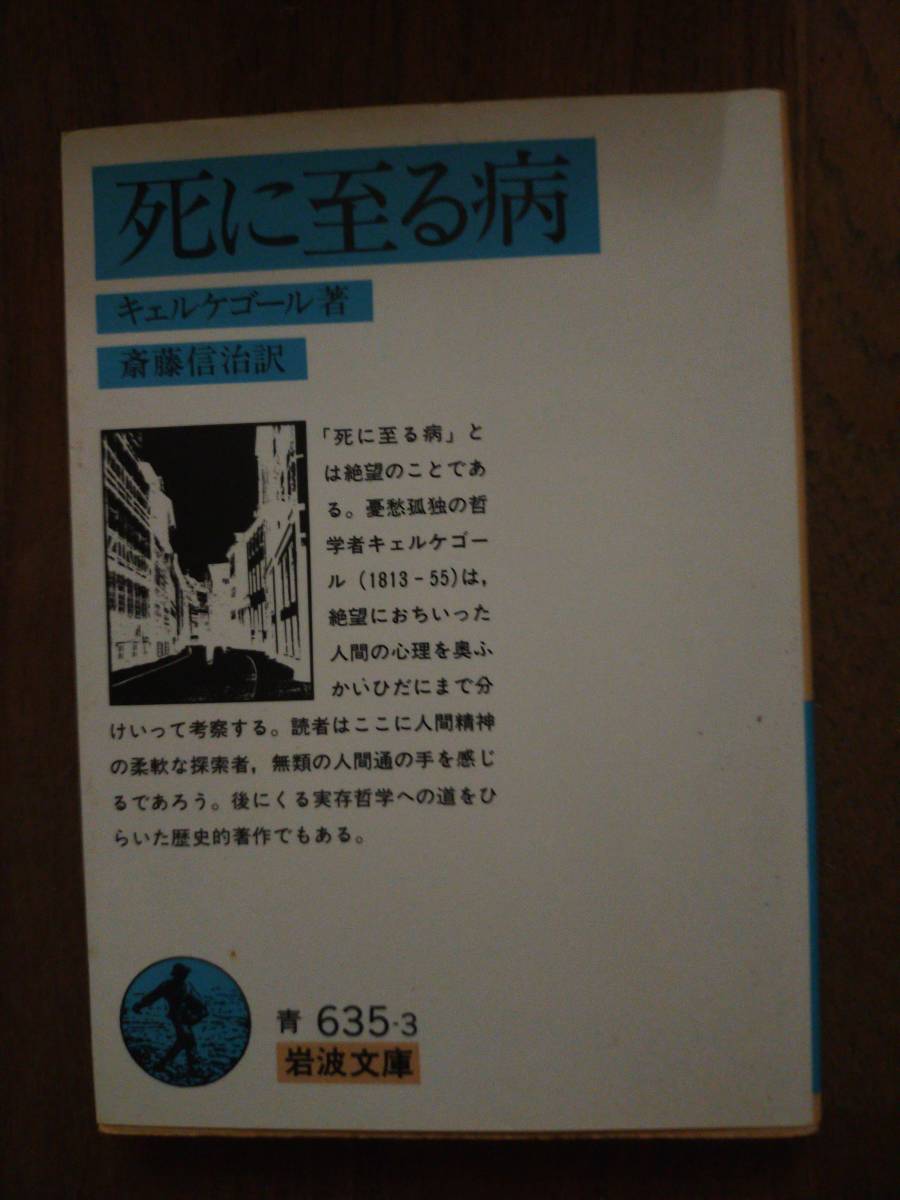 死に至る病
キェルケゴール著
斎藤信治訳
「死に至る病」と
は絶望のことであ
る。憂愁孤独の哲
学者キェルケゴー
ル(1813-55)は,
絶望におちいった
人間の心理を奥ふ
かいひだにまで分
けいって考察する。読者はここに人間精神
の柔軟な探索者,無類の人間通の手を感じ
るであろう。後にくる実存哲学への道をひ
らいた歴史的著作でもある。
青 635-3
岩波文庫